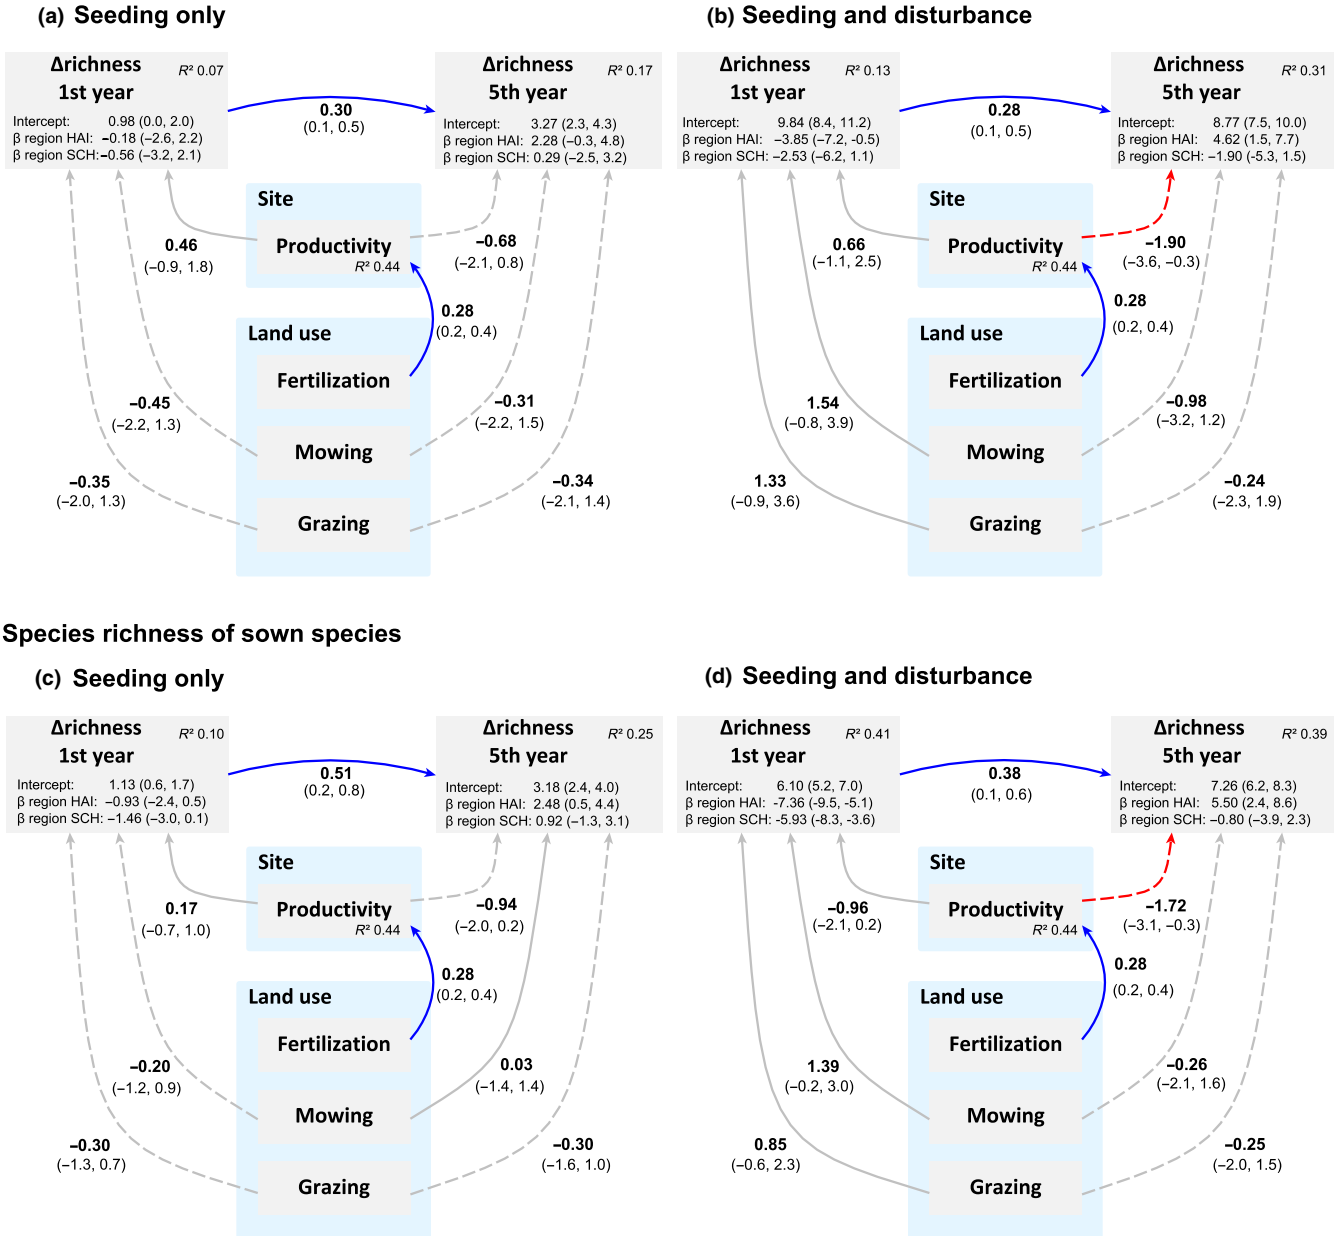 (a) Seeding only
Δrichness
1st year
R² 0.07
Intercept: 0.98 (0.0, 2.0)
β region HAI: −0.18 (−2.6, 2.2)
β region SCH: −0.56 (−3.2, 2.1)
0.30
(0.1, 0.5)
Δrichness
5th year
R² 0.17
Intercept: 3.27 (2.3, 4.3)
β region HAI: 2.28 (−0.3, 4.8)
β region SCH: 0.29 (−2.5, 3.2)
Site
Productivity
R² 0.44
0.46
(−0.9, 1.8)
−0.68
(−2.1, 0.8)
0.28
(0.2, 0.4)
Land use
Fertilization
Mowing
Grazing
−0.45
(−2.2, 1.3)
−0.31
(−2.2, 1.5)
−0.35
(−2.0, 1.3)
−0.34
(−2.1, 1.4)
(b) Seeding and disturbance
Δrichness
1st year
R² 0.13
Intercept: 9.84 (8.4, 11.2)
β region HAI: −3.85 (−7.2, -0.5)
β region SCH: −2.53 (−6.2, 1.1)
0.28
(0.1, 0.5)
Δrichness
5th year
R² 0.31
Intercept: 8.77 (7.5, 10.0)
β region HAI: 4.62 (1.5, 7.7)
β region SCH: −1.90 (−5.3, 1.5)
Site
Productivity
R² 0.44
0.66
(−1.1, 2.5)
−1.90
(−3.6, −0.3)
0.28
(0.2, 0.4)
Land use
Fertilization
Mowing
Grazing
1.54
(−0.8, 3.9)
−0.98
(−3.2, 1.2)
1.33
(−0.9, 3.6)
−0.24
(−2.3, 1.9)
Species richness of sown species
(c) Seeding only
Δrichness
1st year
R² 0.10
Intercept: 1.13 (0.6, 1.7)
β region HAI: −0.93 (−2.4, 0.5)
β region SCH: −1.46 (−3.0, 0.1)
0.51
(0.2, 0.8)
Δrichness
5th year
R² 0.25
Intercept: 3.18 (2.4, 4.0)
β region HAI: 2.48 (0.5, 4.4)
β region SCH: 0.92 (−1.3, 3.1)
Site
Productivity
R² 0.44
0.17
(−0.7, 1.0)
−0.94
(−2.0, 0.2)
0.28
(0.2, 0.4)
Land use
Fertilization
Mowing
Grazing
−0.20
(−1.2, 0.9)
0.03
(−1.4, 1.4)
−0.30
(−1.3, 0.7)
−0.30
(−1.6, 1.0)
(d) Seeding and disturbance
Δrichness
1st year
R² 0.41
Intercept: 6.10 (5.2, 7.0)
β region HAI: -7.36 (-9.5, -5.1)
β region SCH: -5.93 (-8.3, -3.6)
0.38
(0.1, 0.6)
Δrichness
5th year
R² 0.39
Intercept: 7.26 (6.2, 8.3)
β region HAI: 5.50 (2.4, 8.6)
β region SCH: −0.80 (−3.9, 2.3)
Site
Productivity
R² 0.44
−0.96
(−2.1, 0.2)
−1.72
(−3.1, −0.3)
0.28
(0.2, 0.4)
Land use
Fertilization
Mowing
Grazing
1.39
(−0.2, 3.0)
−0.26
(−2.1, 1.6)
0.85
(−0.6, 2.3)
−0.25
(−2.0, 1.5)